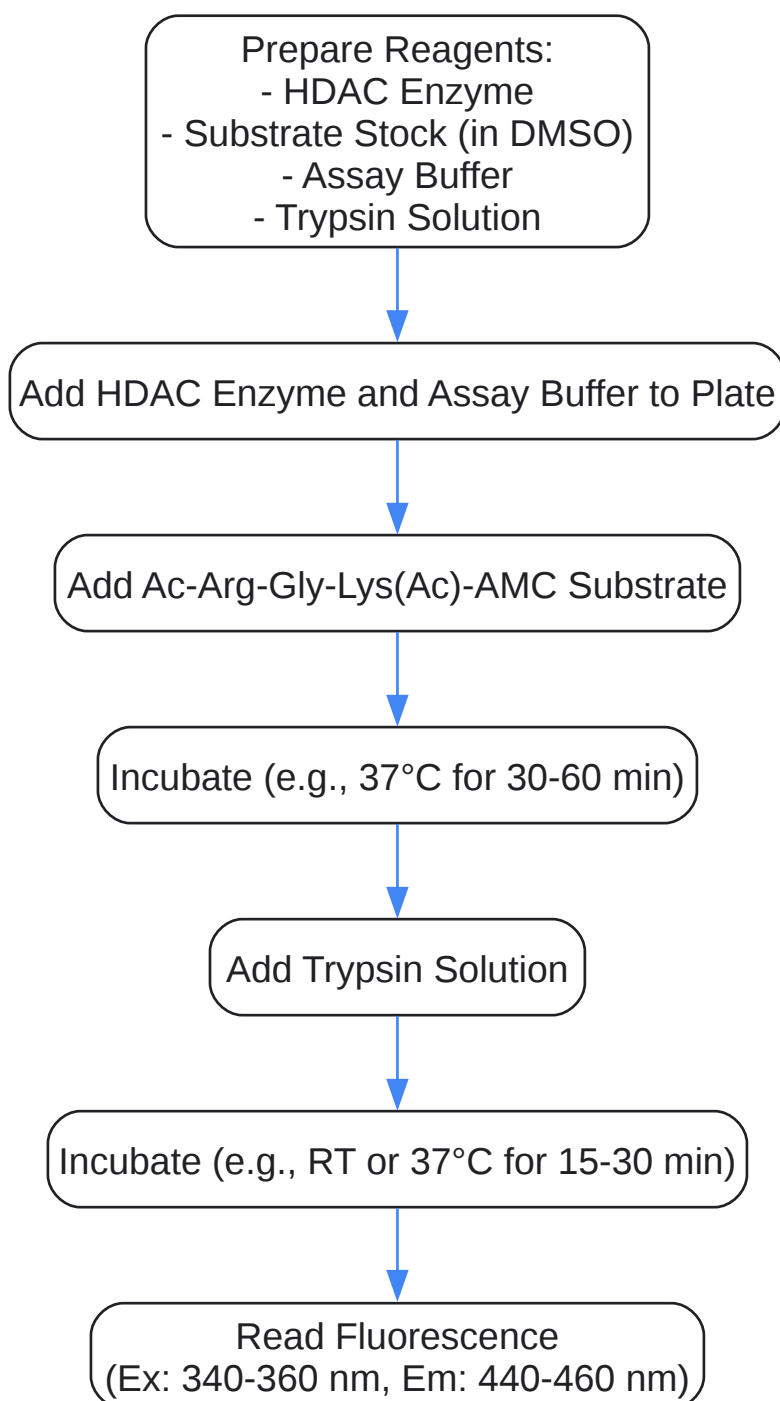 Prepare Reagents:
- HDAC Enzyme
- Substrate Stock (in DMSO)
- Assay Buffer
- Trypsin Solution
Add HDAC Enzyme and Assay Buffer to Plate
Add Ac-Arg-Gly-Lys(Ac)-AMC Substrate
Incubate (e.g., 37°C for 30-60 min)
Add Trypsin Solution
Incubate (e.g., RT or 37°C for 15-30 min)
Read Fluorescence
(Ex: 340-360 nm, Em: 440-460 nm)